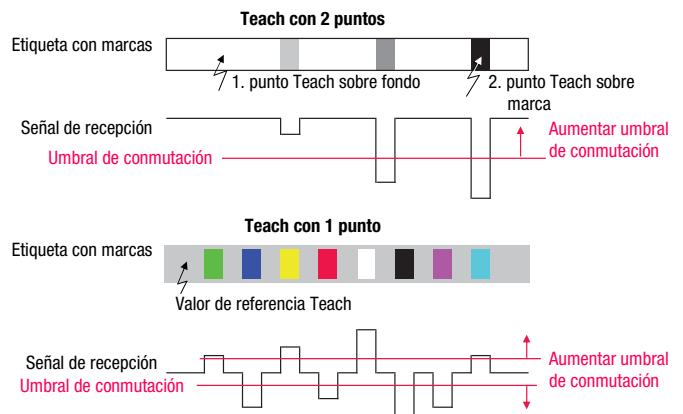 Teach con 2 puntos
Etiqueta con marcas
1. punto Teach sobre fondo
2. punto Teach sobre
marca
Señal de recepción
Umbral de conmutación
Aumentar umbral
de conmutación
Teach con 1 punto
Etiqueta con marcas
Valor de referencia Teach
Señal de recepción
Umbral de conmutación
Aumentar umbral
de conmutación